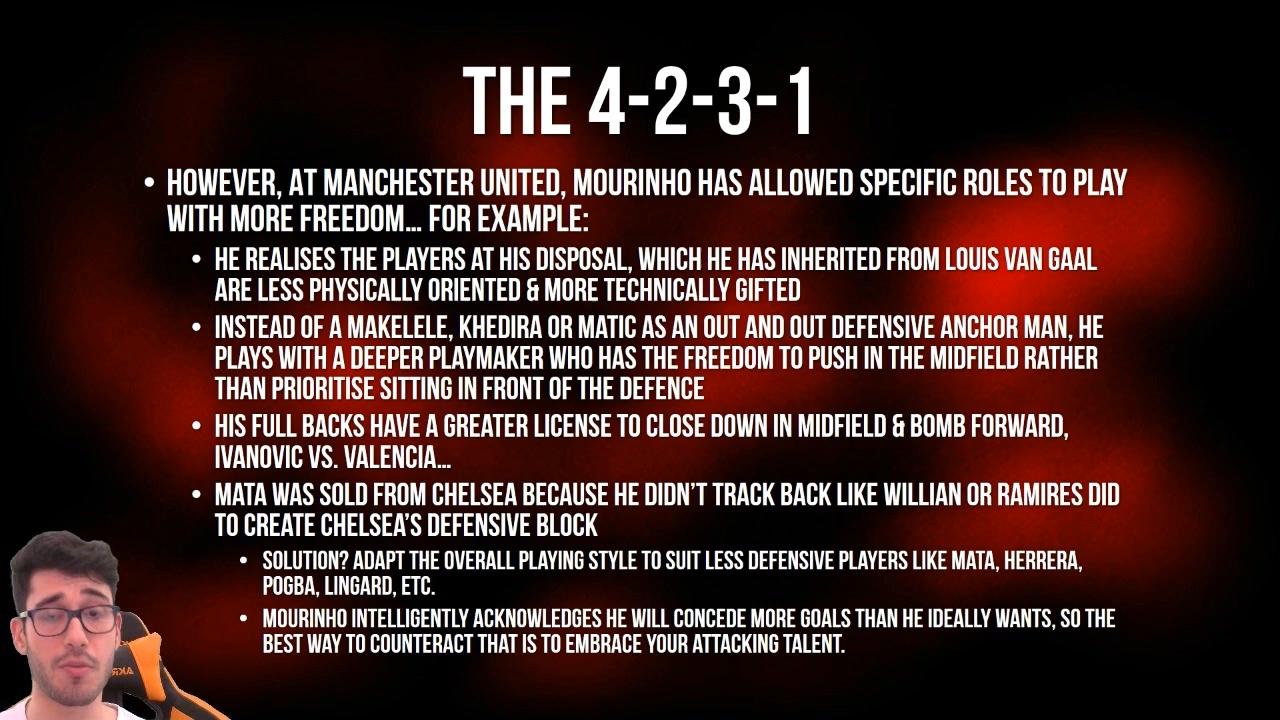 THE 4-2-3-1
• HOWEVER, AT MANCHESTER UNITED, MOURINHO HAS ALLOWED SPECIFIC ROLES TO PLAY
WITH MORE FREEDOM... FOR EXAMPLE:
• HE REALISES THE PLAYERS AT HIS DISPOSAL, WHICH HE HAS INHERITED FROM LOUIS VAN GAAL
ARE LESS PHYSICALLY ORIENTED & MORE TECHNICALLY GIFTED
• INSTEAD OF A MAKELELE, KHEDIRA OR MATIC AS AN OUT AND OUT DEFENSIVE ANCHOR MAN, HE
PLAYS WITH A DEEPER PLAYMAKER WHO HAS THE FREEDOM TO PUSH IN THE MIDFIELD RATHER
THAN PRIORITISE SITTING IN FRONT OF THE DEFENCE
• HIS FULL BACKS HAVE A GREATER LICENSE TO CLOSE DOWN IN MIDFIELD & BOMB FORWARD,
IVANOVIC VS. VALENCIA...
• MATA WAS SOLD FROM CHELSEA BECAUSE HE DIDN'T TRACK BACK LIKE WILLIAN OR RAMIRES DID
TO CREATE CHELSEA'S DEFENSIVE BLOCK
• SOLUTION? ADAPT THE OVERALL PLAYING STYLE TO SUIT LESS DEFENSIVE PLAYERS LIKE MATA, HERRERA,
POGBA, LINGARD, ETC.
• MOURINHO INTELLIGENTLY ACKNOWLEDGES HE WILL CONCEDE MORE GOALS THAN HE IDEALLY WANTS, SO THE
BEST WAY TO COUNTERACT THAT IS TO EMBRACE YOUR ATTACKING TALENT.